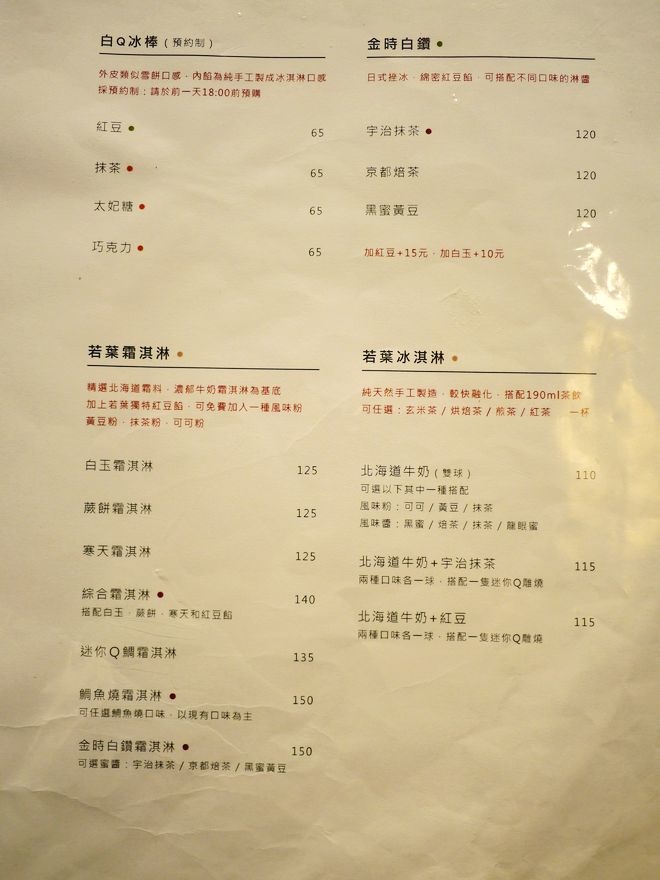 白Q冰棒（預約制）
外皮類似雪餅口感．內餡為純手工製成冰淇淋口感
採預約制：請於前一天18:00前預購
紅豆 ● 65
抹茶 ● 65
太妃糖 ● 65
巧克力 ● 65
金時白鑽 ●
日式挫冰．綿密紅豆餡．可搭配不同口味的淋醬
宇治抹茶 ● 120
京都焙茶 120
黑蜜黃豆 120
加紅豆+15元．加白玉+10元
若葉霜淇淋 ●
精選北海道霜料．濃郁牛奶霜淇淋為基底
加上若葉獨特紅豆餡．可免費加入一種風味粉
黃豆粉．抹茶粉．可可粉
白玉霜淇淋 125
蕨餅霜淇淋 125
寒天霜淇淋 125
綜合霜淇淋 ● 140
搭配白玉．蕨餅．寒天和紅豆餡
迷你Q鯛霜淇淋 135
鯛魚燒霜淇淋 ● 150
可任選鯛魚燒口味．以現有口味為主
金時白鑽霜淇淋 ● 150
可選蜜醬：宇治抹茶 / 京都焙茶 / 黑蜜黃豆
若葉冰淇淋 ●
純天然手工製造．較快融化．搭配190ml茶飲
可任選：玄米茶 / 烘焙茶 / 煎茶 / 紅茶 一杯
北海道牛奶（雙球） 110
可選以下其中一種搭配
風味粉：可可 / 黃豆 / 抹茶
風味醬：黑蜜 / 焙茶 / 抹茶 / 龍眼蜜
北海道牛奶+宇治抹茶 115
兩種口味各一球．搭配一隻迷你Q雕燒
北海道牛奶+紅豆 115
兩種口味各一球．搭配一隻迷你Q雕燒